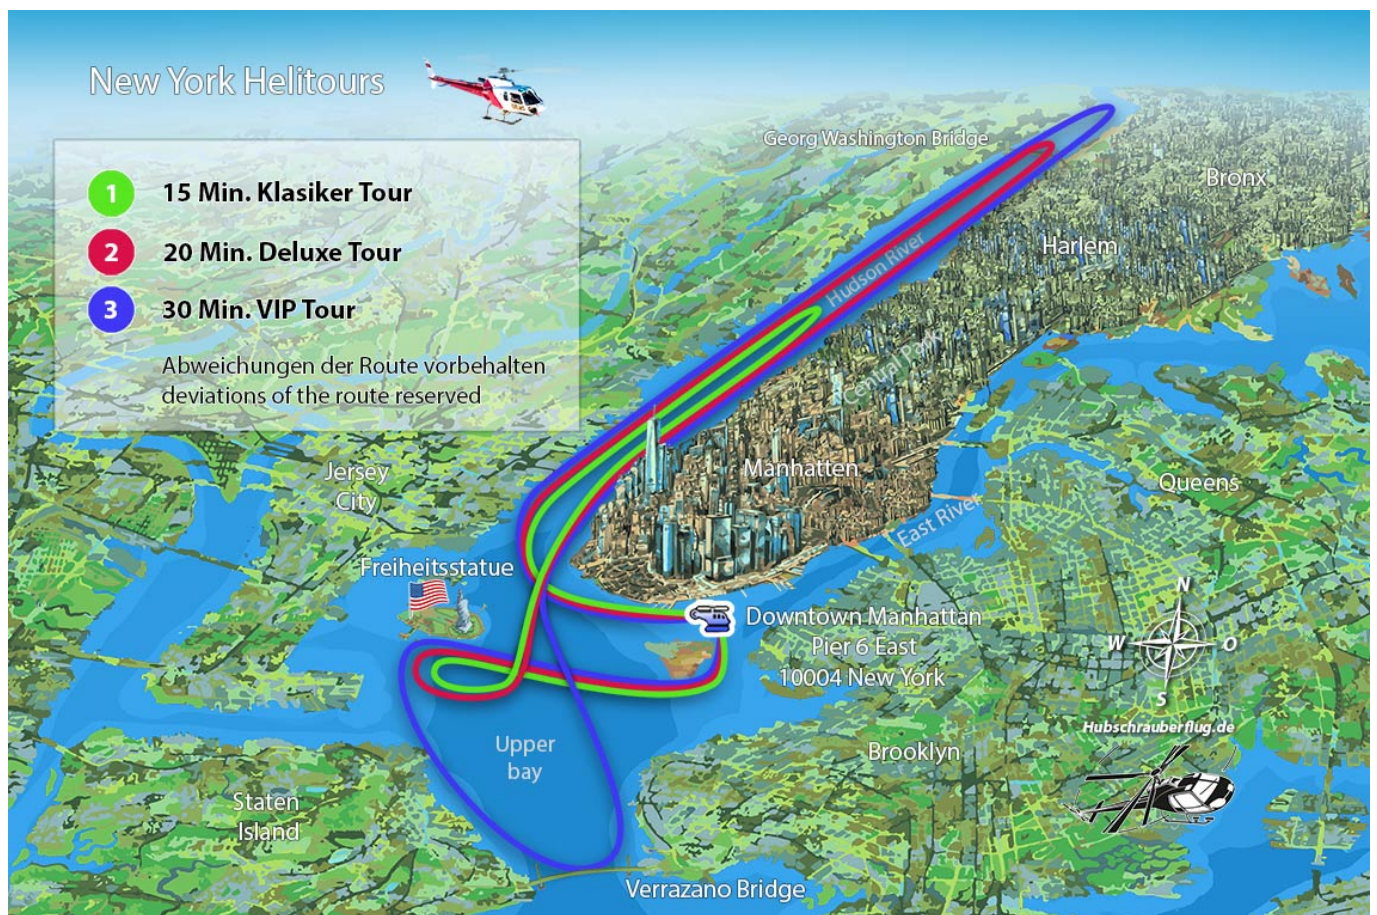 New York Helitours
1 15 Min. Klasiker Tour
2 20 Min. Deluxe Tour
3 30 Min. VIP Tour
Abweichungen der Route vorbehalten
deviations of the route reserved
Georg Washington Bridge
Bronx
Harlem
Hudson River
Central Park
Manhatten
Queens
East River
Jersey
City
Freiheitsstatue
Downtown Manhattan
Pier 6 East
10004 New York
N
W
O
S
Hubschrauberflug.de
Upper
bay
Brooklyn
Staten
Island
Verrazano Bridge